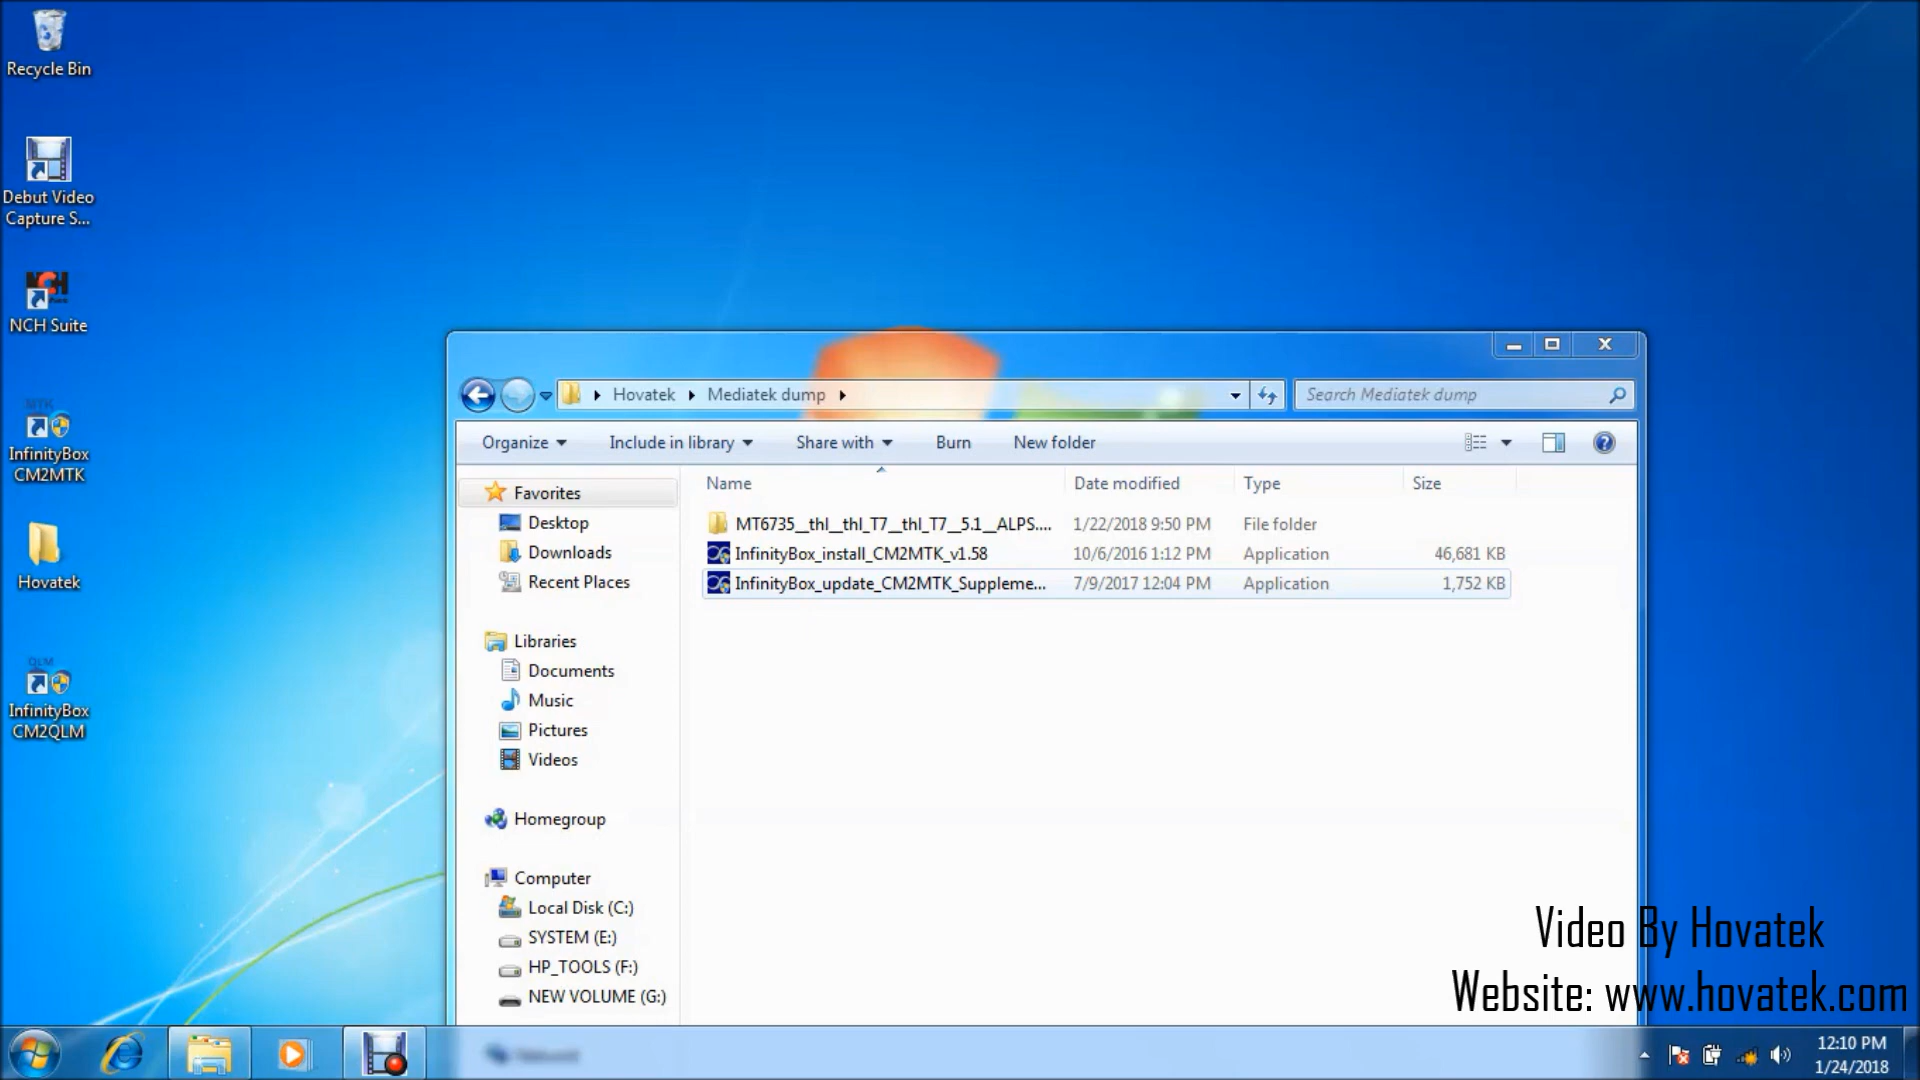 Recycle Bin
Debut Video
Capture S...
NCH Suite
MTK
InfinityBox
CM2MTK
Hovatek
QLM
InfinityBox
CM2QLM
Hovatek Mediatek dump
Search Mediatek dump
Organize Include in library Share with Burn New folder
Name Date modified Type Size
MT6735__thl__thl_T7__thl_T7__5.1__ALPS.... 1/22/2018 9:50 PM File folder
InfinityBox_install_CM2MTK_v1.58 10/6/2016 1:12 PM Application 46,681 KB
InfinityBox_update_CM2MTK_Suppleme... 7/9/2017 12:04 PM Application 1,752 KB
Favorites
Desktop
Downloads
Recent Places
Libraries
Documents
Music
Pictures
Videos
Homegroup
Computer
Local Disk (C:)
SYSTEM (E:)
HP_TOOLS (F:)
NEW VOLUME (G:)
Video By Hovatek
Website: www.hovatek.com
12:10 PM
1/24/2018